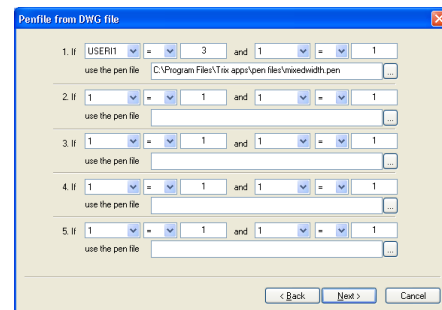 Penfile from DWG file
1. If USERI1 = 3 and 1 = 1
use the pen file C:\Program Files\Trix apps\pen files\mixedwidth.pen ...
2. If 1 = 1 and 1 = 1
use the pen file ...
3. If 1 = 1 and 1 = 1
use the pen file ...
4. If 1 = 1 and 1 = 1
use the pen file ...
5. If 1 = 1 and 1 = 1
use the pen file ...
< Back Next > Cancel